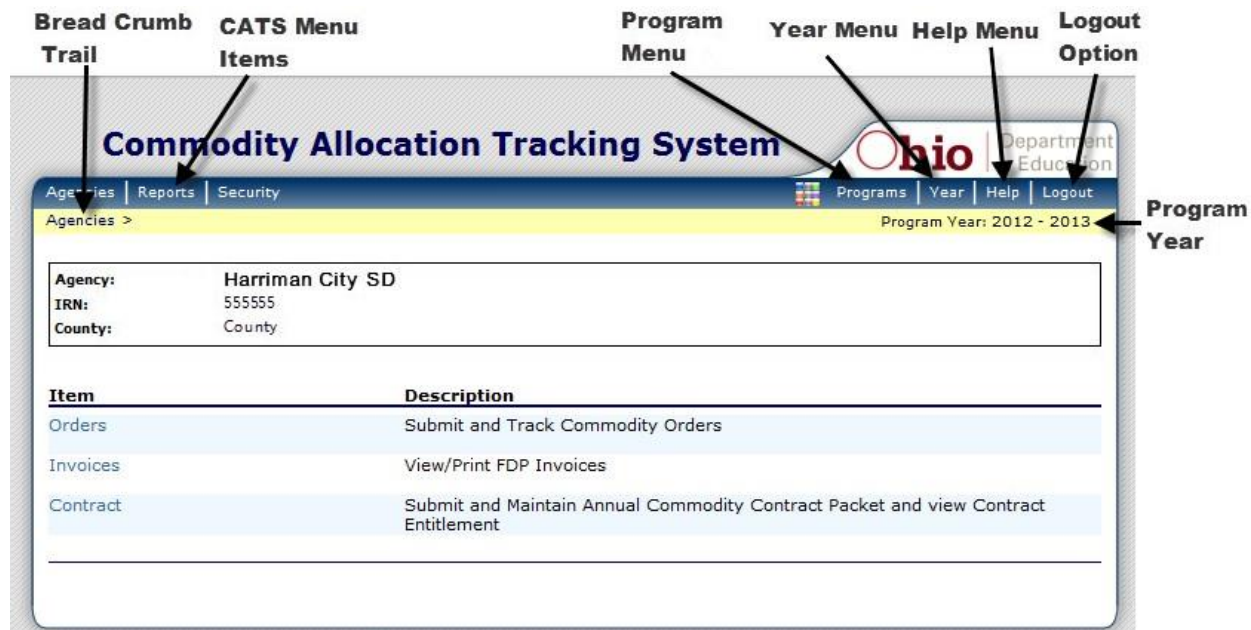 Bread Crumb Trail
CATS Menu Items
Program Menu
Year Menu
Help Menu
Logout Option
Commodity Allocation Tracking System
Ohio
Department
Education
Agencies | Reports | Security
Programs | Year | Help | Logout
Agencies >
Program Year: 2012 - 2013
Program Year
Agency: Harriman City SD
IRN: 555555
County: County
Item Description
Orders Submit and Track Commodity Orders
Invoices View/Print FDP Invoices
Contract Submit and Maintain Annual Commodity Contract Packet and view Contract
Entitlement